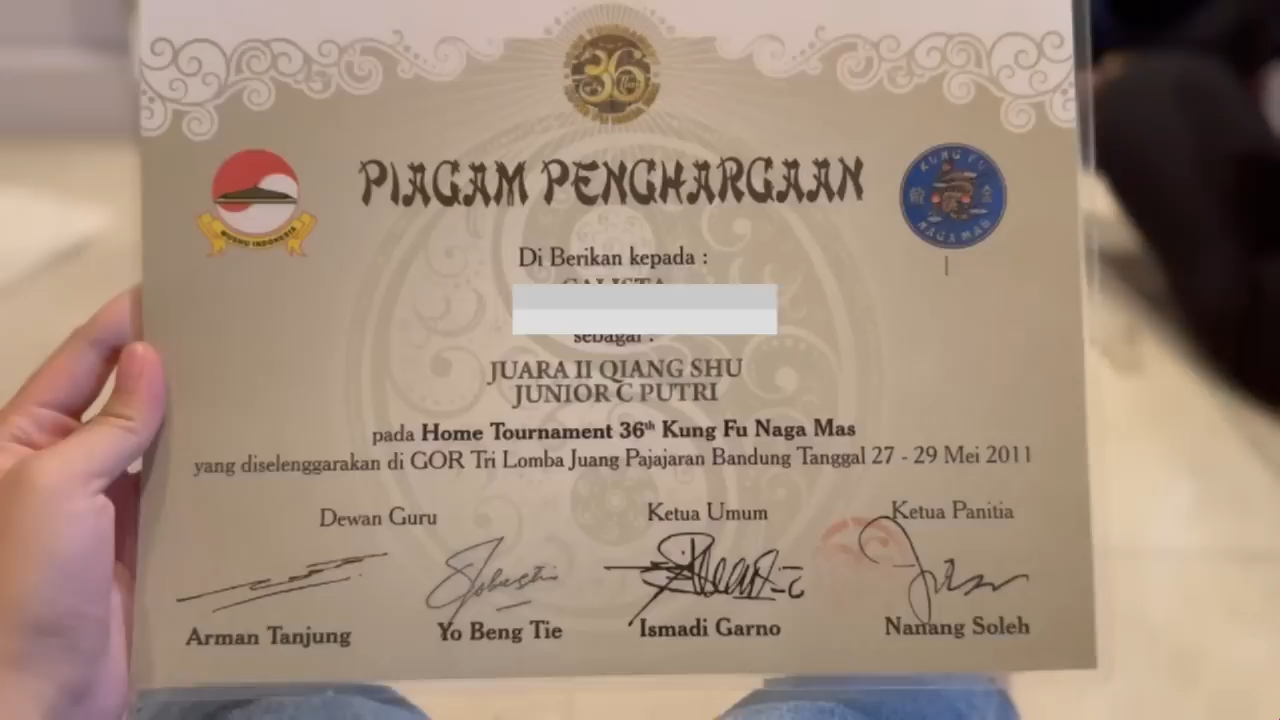 36
PIAGAM PENGHARGAAN
WUSHU INDONESIA
KUNG FU
NAGA MAS
Di Berikan kepada :
sebagai :
JUARA II QIANG SHU
JUNIOR C PUTRI
pada Home Tournament 36th Kung Fu Naga Mas
yang diselenggarakan di GOR Tri Lomba Juang Pajajaran Bandung Tanggal 27 - 29 Mei 2011
Dewan Guru
Ketua Umum
Ketua Panitia
Arman Tanjung
Yo Beng Tie
Ismadi Garno
Nanang Soleh